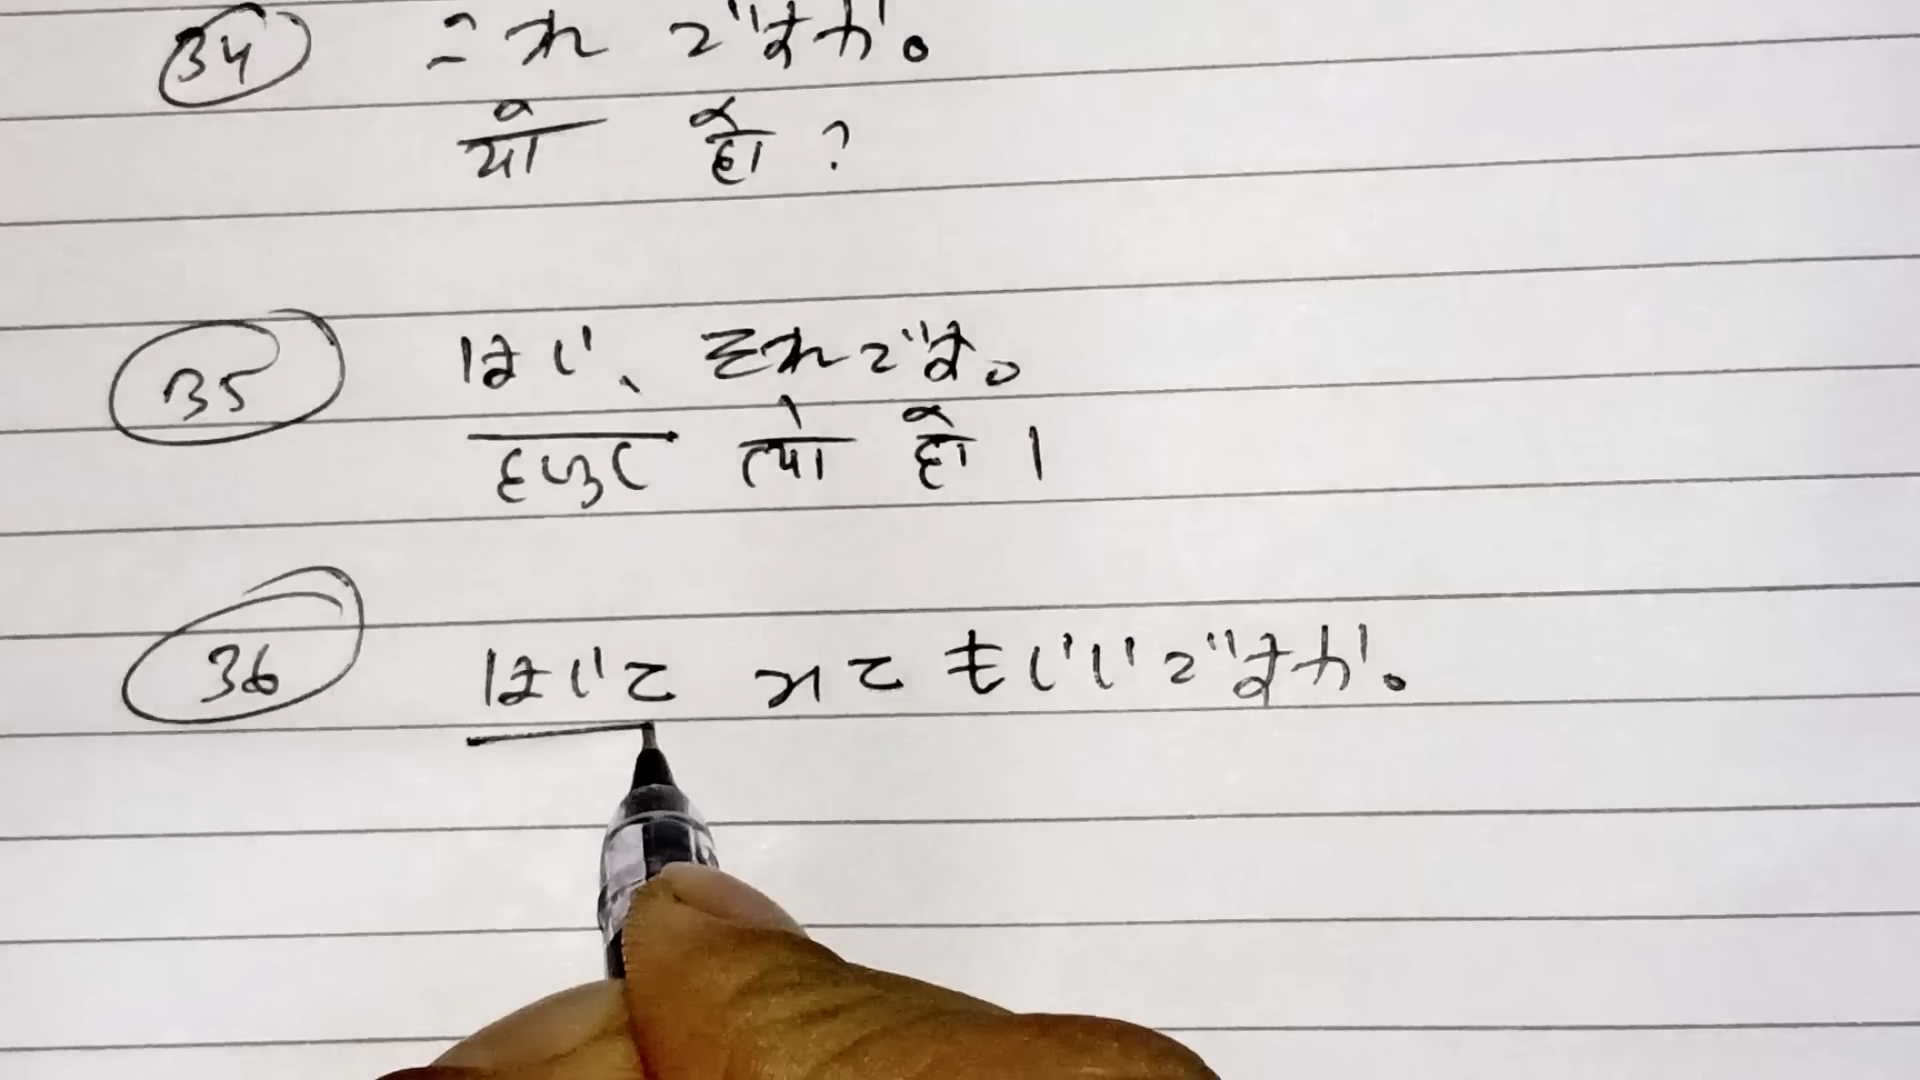 34 これ ですか。
यो हो ?
35 はい、それです。
हजुर त्यो हो ।
36 はいて みてもいいですか。